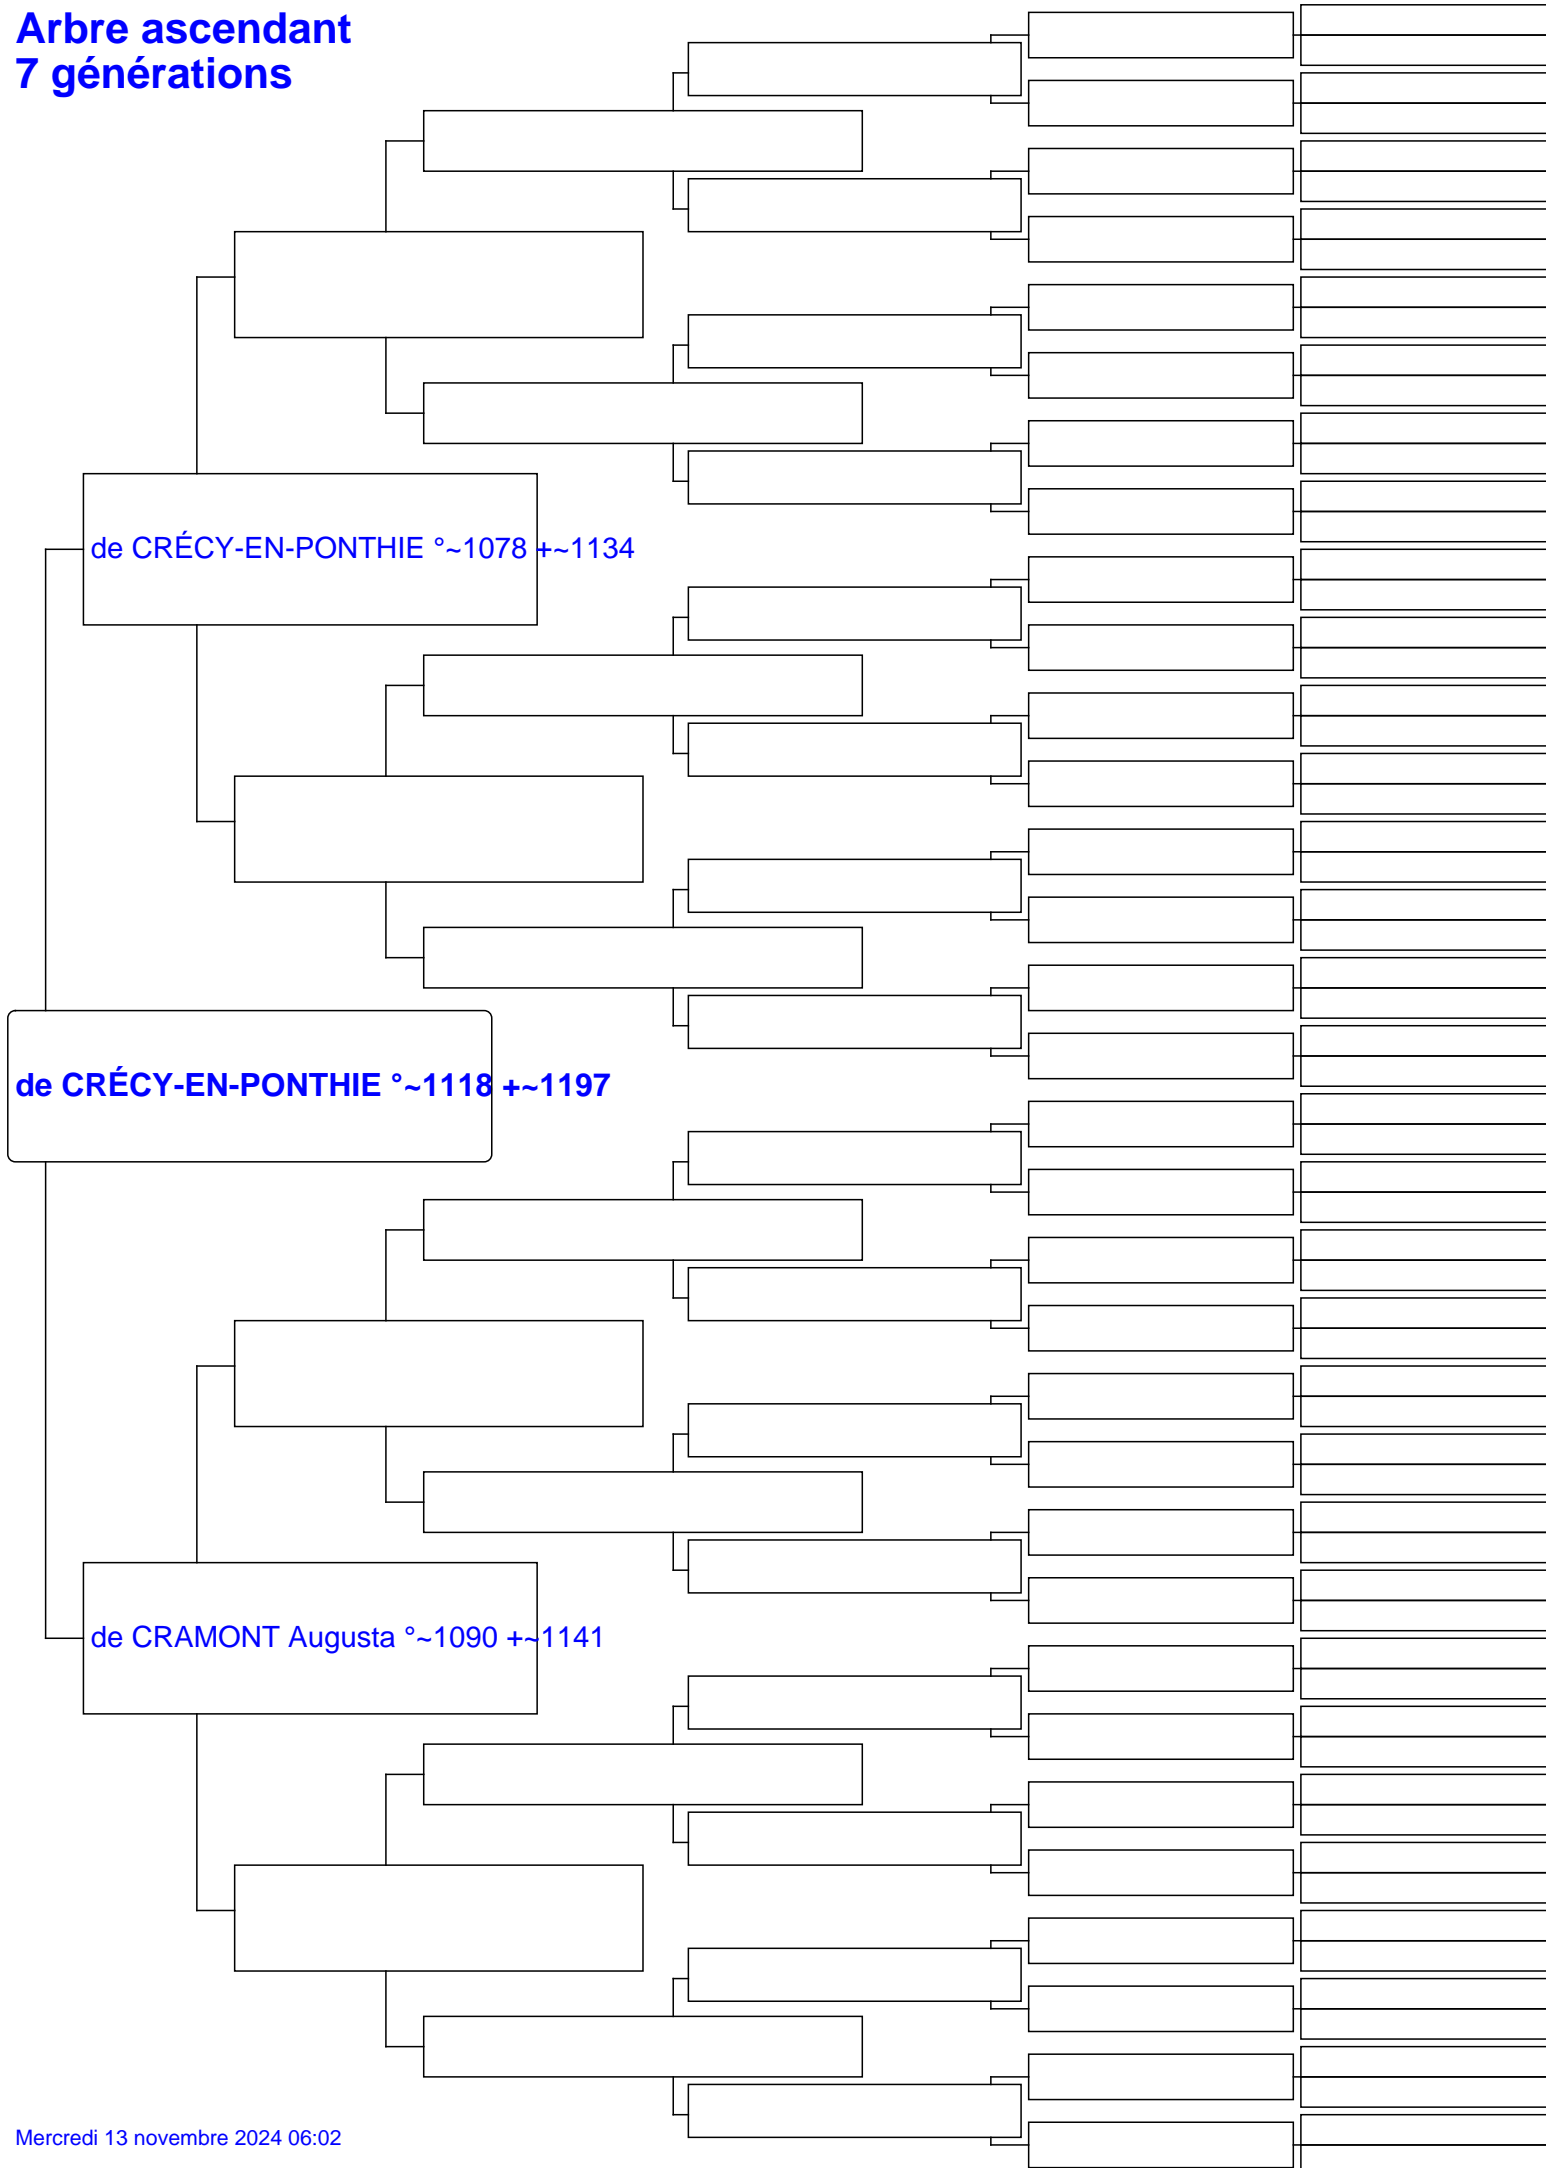 Arbre ascendant
7 générations
de CRÉCY-EN-PONTHIE °~1078 +~1134
de CRÉCY-EN-PONTHIE °~1118 +~1197
de CRAMONT Augusta °~1090 +~1141
Mercredi 13 novembre 2024 06:02